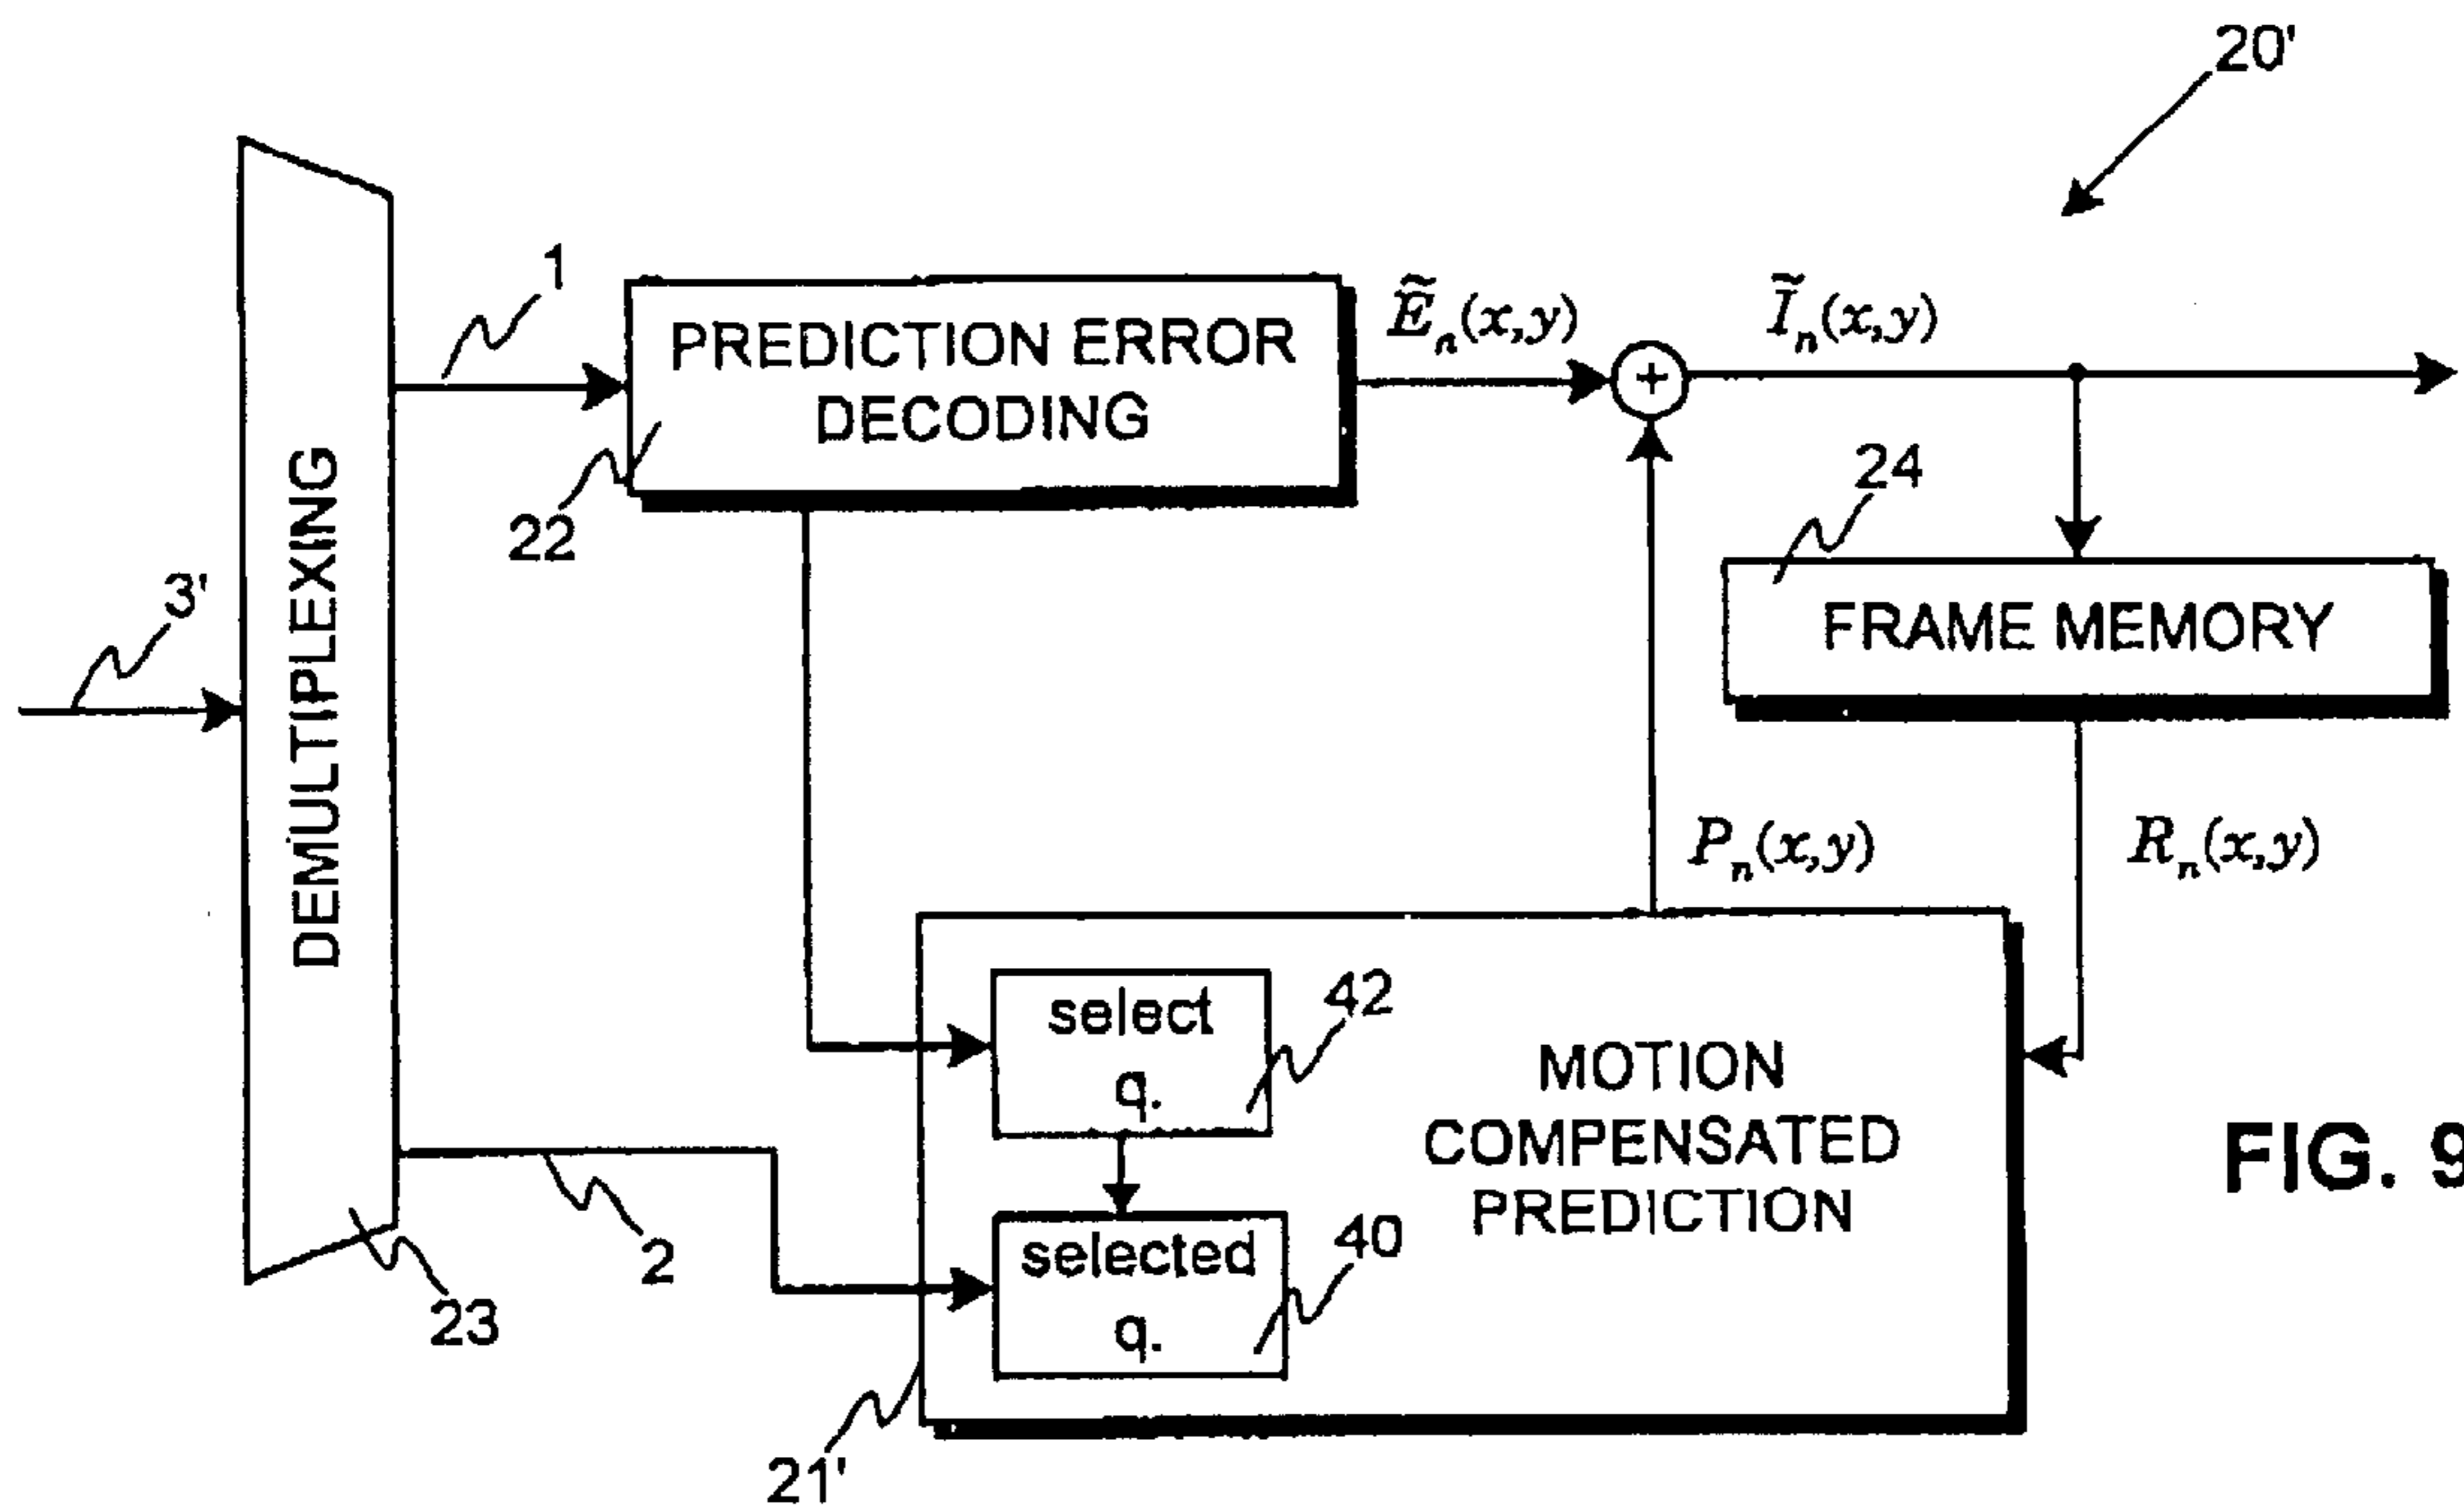 20'
1
PREDICTION ERROR
DECODING
Ẽₙ(x,y)
+
Ĩₙ(x,y)
22
24
FRAME MEMORY
3'
DEMULTIPLEXING
Pₙ(x,y)
Rₙ(x,y)
select
q.
42
MOTION
COMPENSATED
PREDICTION
FIG. 9
selected
q.
40
2
23
21'